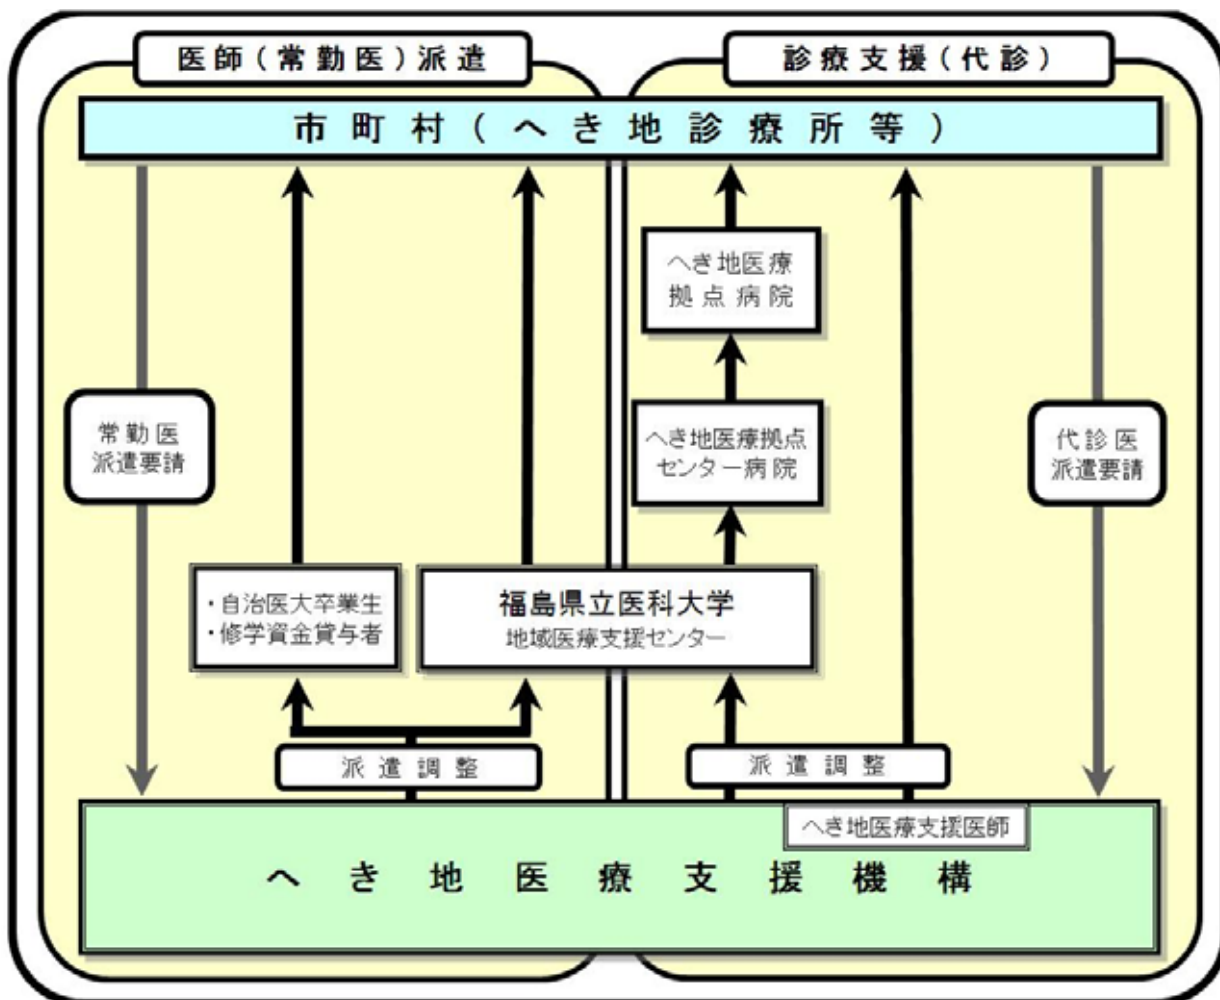 医師(常勤医)派遣
診療支援(代診)
市町村(へき地診療所等)
へき地医療
拠点病院
常勤医
派遣要請
へき地医療拠点
センター病院
代診医
派遣要請
・自治医大卒業生
・修学資金貸与者
福島県立医科大学
地域医療支援センター
派遣調整
派遣調整
へき地医療支援医師
へき地医療支援機構